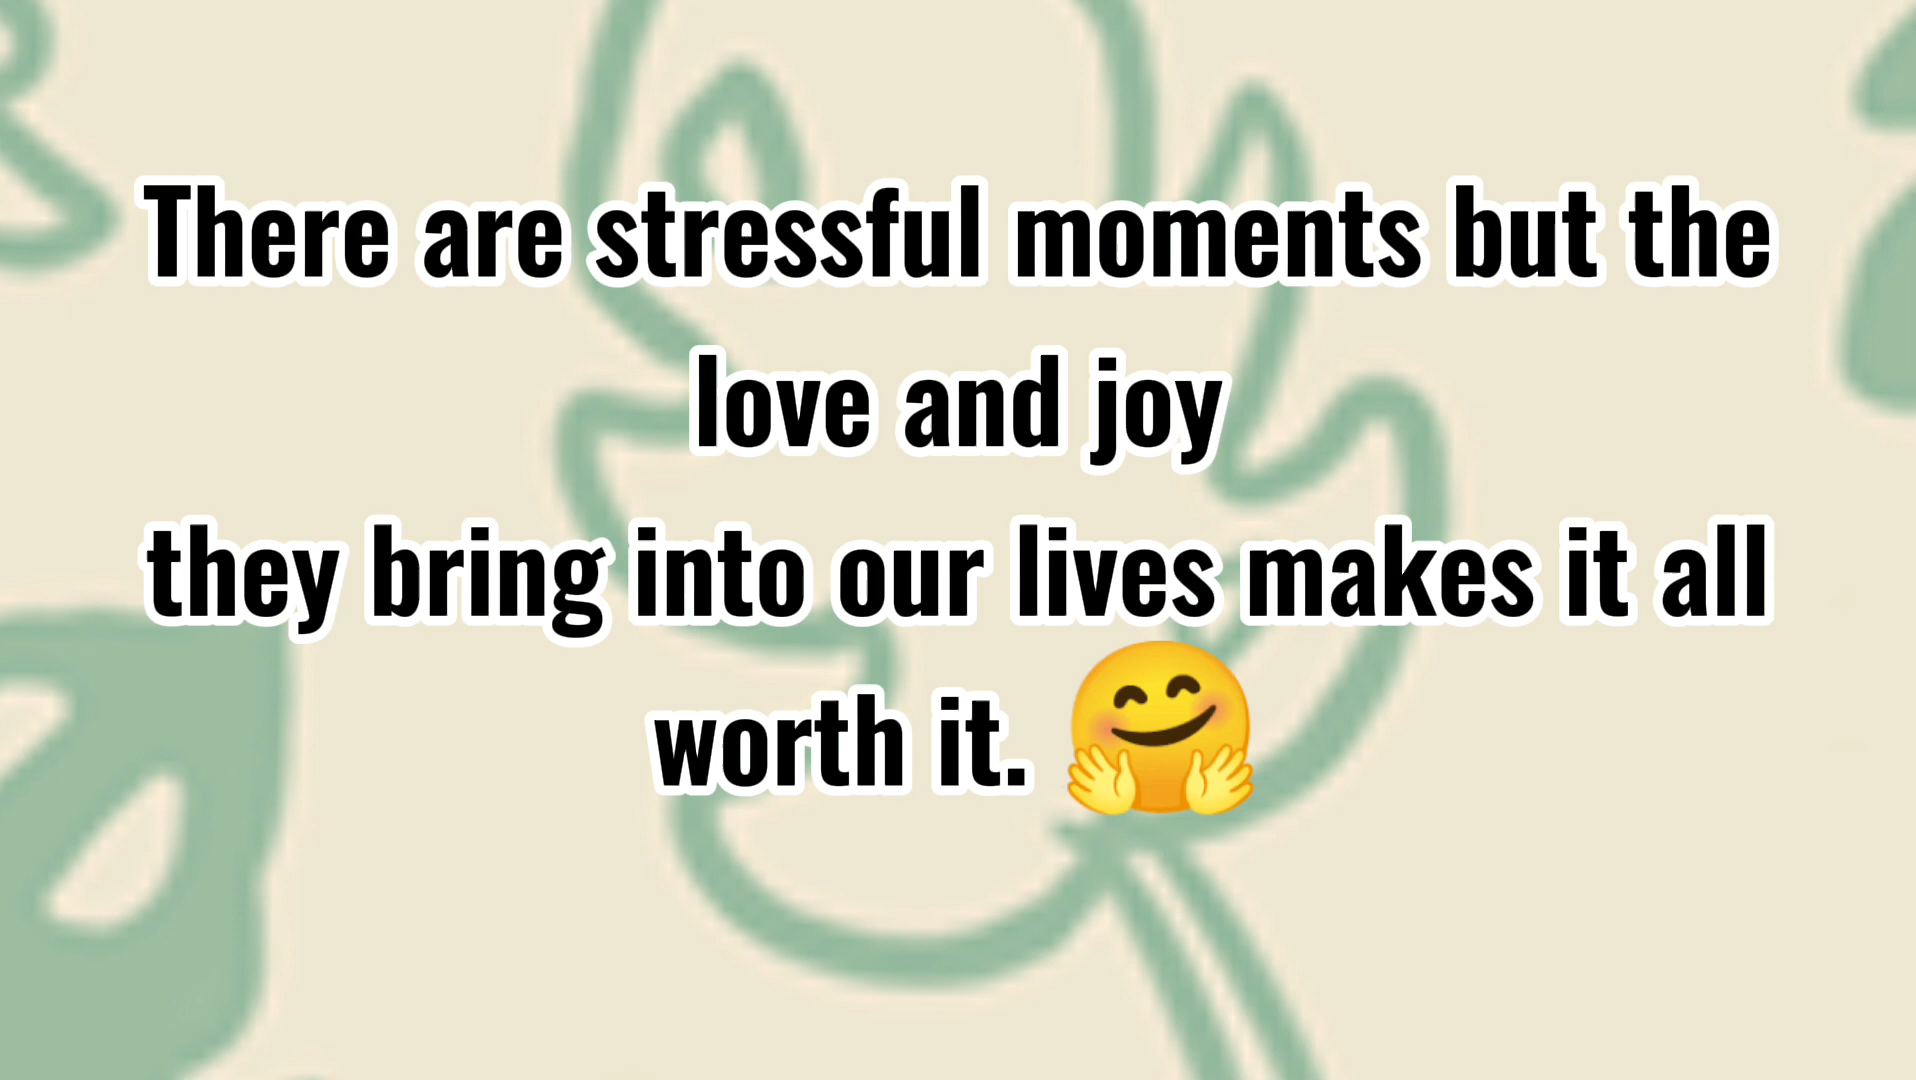 There are stressful moments but the
love and joy
they bring into our lives makes it all
worth it. 🤗